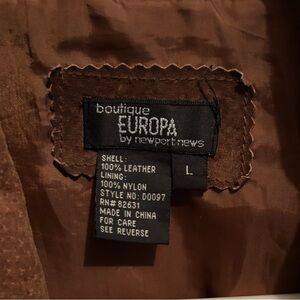 boutique
EUROPA
by newport news
L
SHELL:
100% LEATHER
LINING:
100% NYLON
STYLE NO: D0097
RN# 82631
MADE IN CHINA
FOR CARE
SEE REVERSE